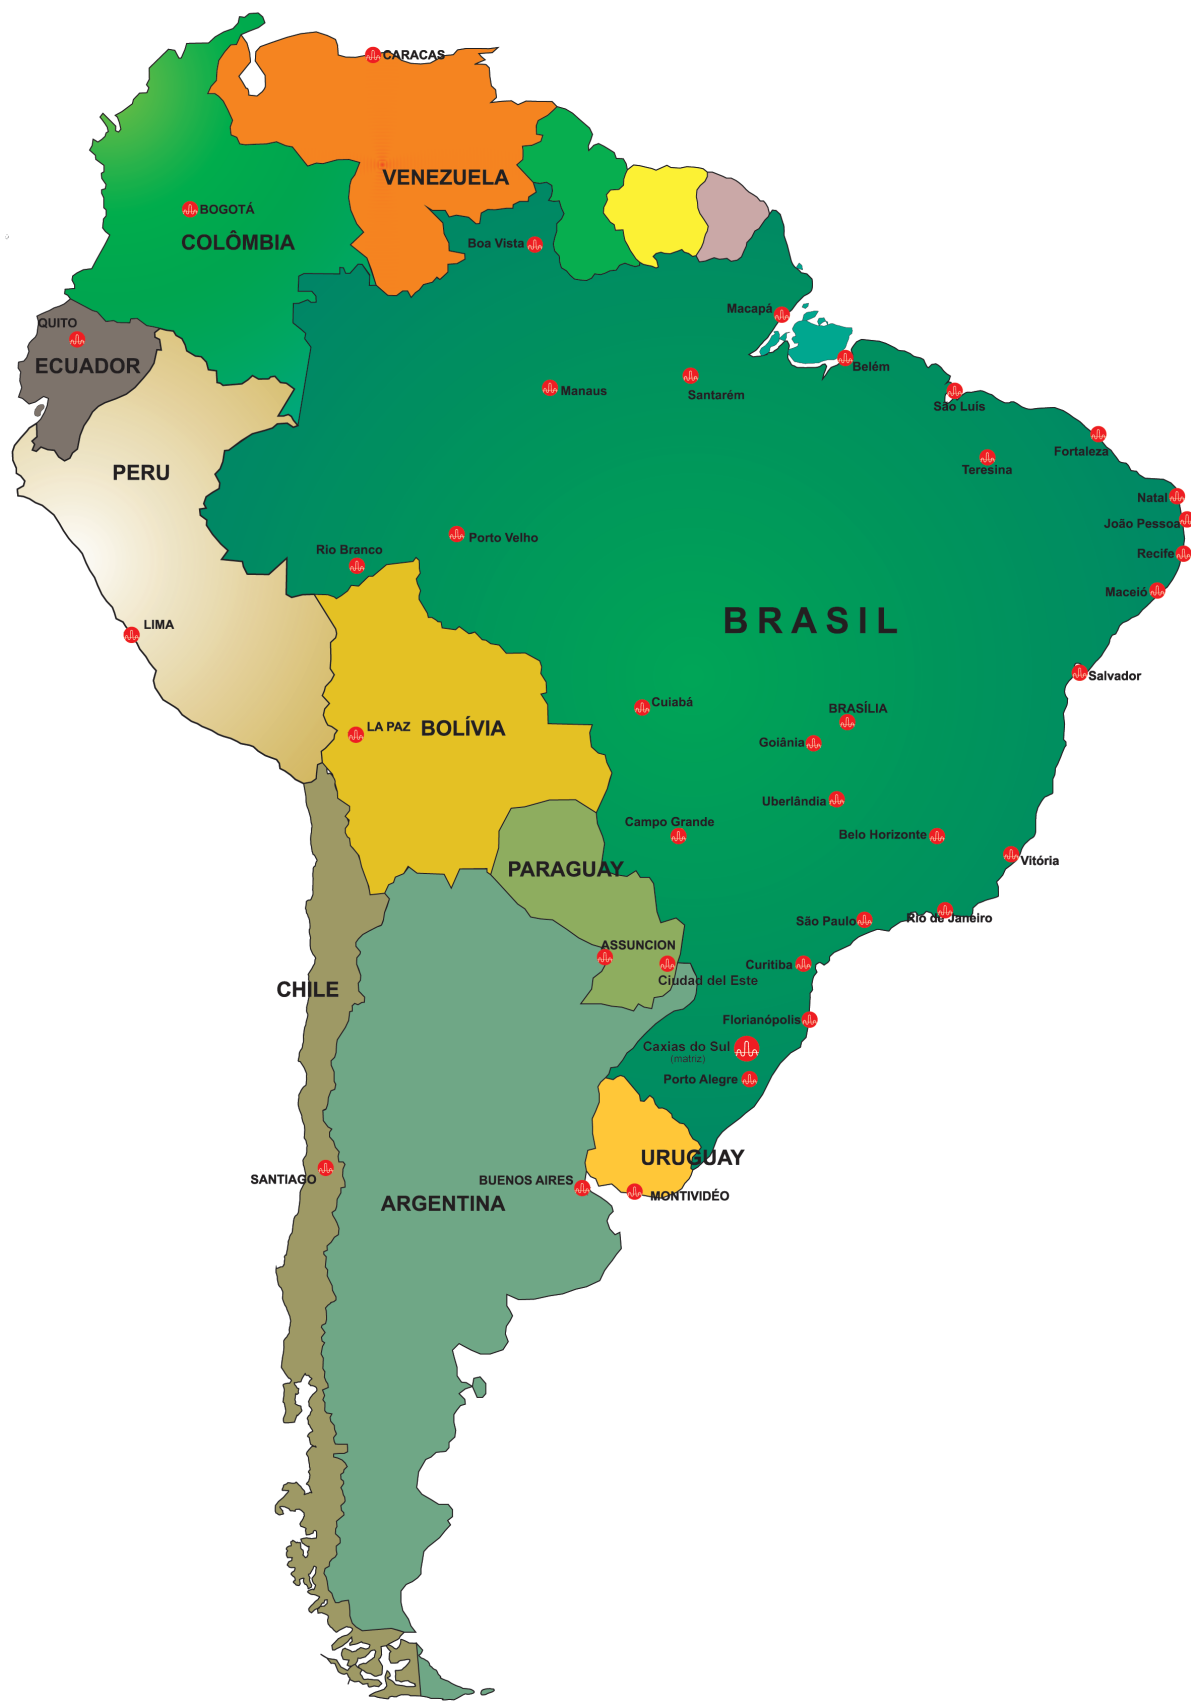 CARACAS
VENEZUELA
BOGOTÁ
COLÔMBIA
Boa Vista
Macapá
QUITO
ECUADOR
Belém
Manaus
Santarém
São Luis
Fortaleza
PERU
Teresina
Natal
João Pessoa
Porto Velho
Rio Branco
Recife
Maceió
LIMA
BRASIL
Salvador
Cuiabá
BRASÍLIA
LA PAZ
BOLÍVIA
Goiânia
Uberlândia
Campo Grande
Belo Horizonte
Vitória
PARAGUAY
São Paulo
Rio de Janeiro
ASSUNCION
Curitiba
Ciudad del Este
CHILE
Florianópolis
Caxias do Sul
(matriz)
Porto Alegre
URUGUAY
SANTIAGO
BUENOS AIRES
MONTIVIDÉO
ARGENTINA